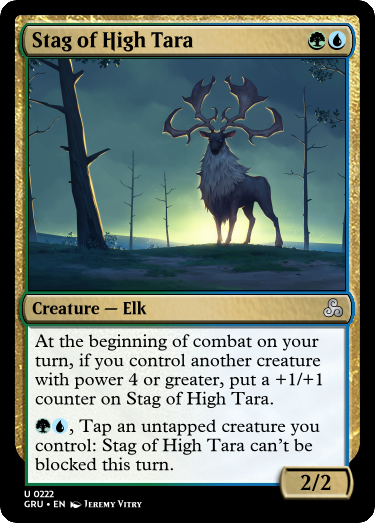 Stag of High Tara
Creature — Elk
At the beginning of combat on your
turn, if you control another creature
with power 4 or greater, put a +1/+1
counter on Stag of High Tara.
, Tap an untapped creature you
control: Stag of High Tara can't be
blocked this turn.
2/2
U 0222
GRU • EN Jeremy Vitry